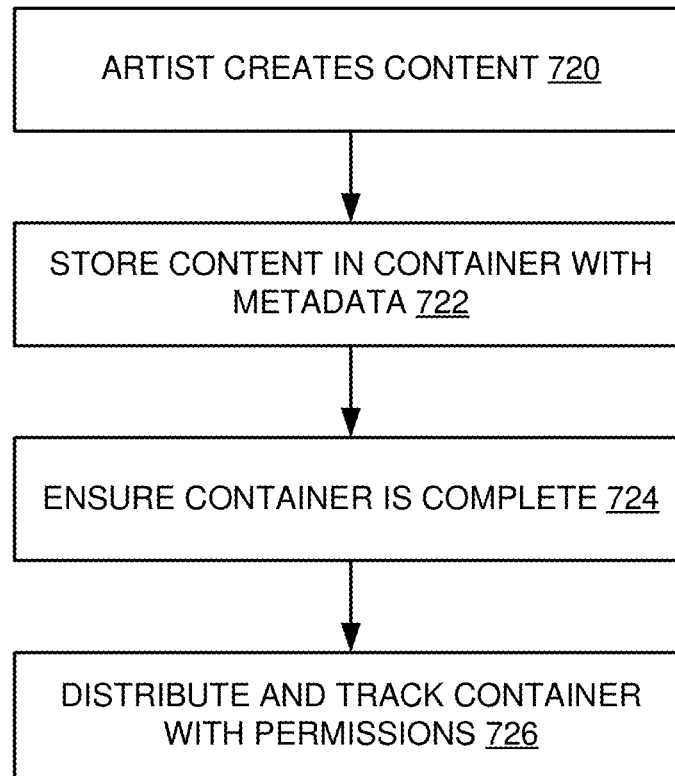 ARTIST CREATES CONTENT 720
STORE CONTENT IN CONTAINER WITH
METADATA 722
ENSURE CONTAINER IS COMPLETE 724
DISTRIBUTE AND TRACK CONTAINER
WITH PERMISSIONS 726